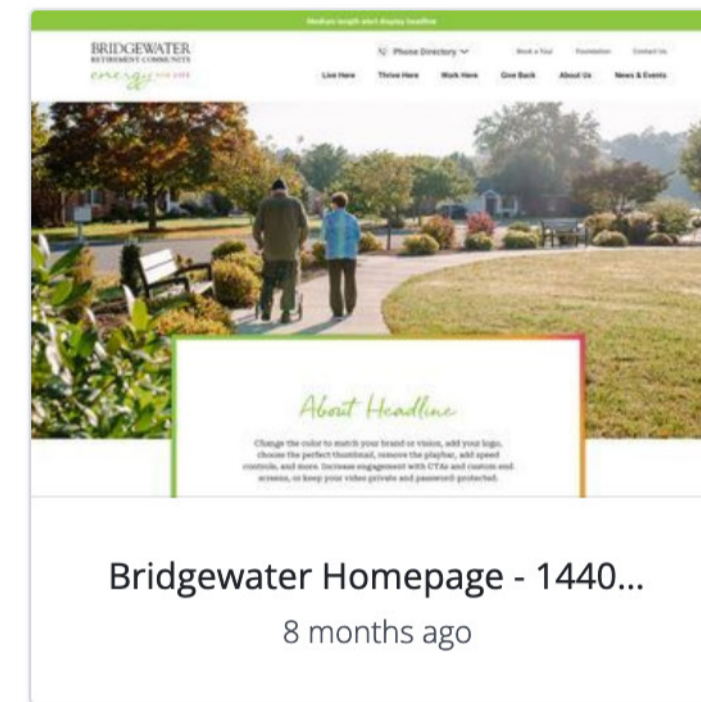 Medium length alert display headline
BRIDGEWATER
RETIREMENT COMMUNITY
energy FOR LIFE
Phone Directory
Book a Tour
Foundation
Contact Us
Live Here
Thrive Here
Work Here
Give Back
About Us
News & Events
About Headline
Change the color to match your brand or vision, add your logo,
choose the perfect thumbnail, remove the playbar, add speed
controls, and more. Increase engagement with CTAs and custom end
screens, or keep your video private and password-protected.
Bridgewater Homepage - 1440...
8 months ago